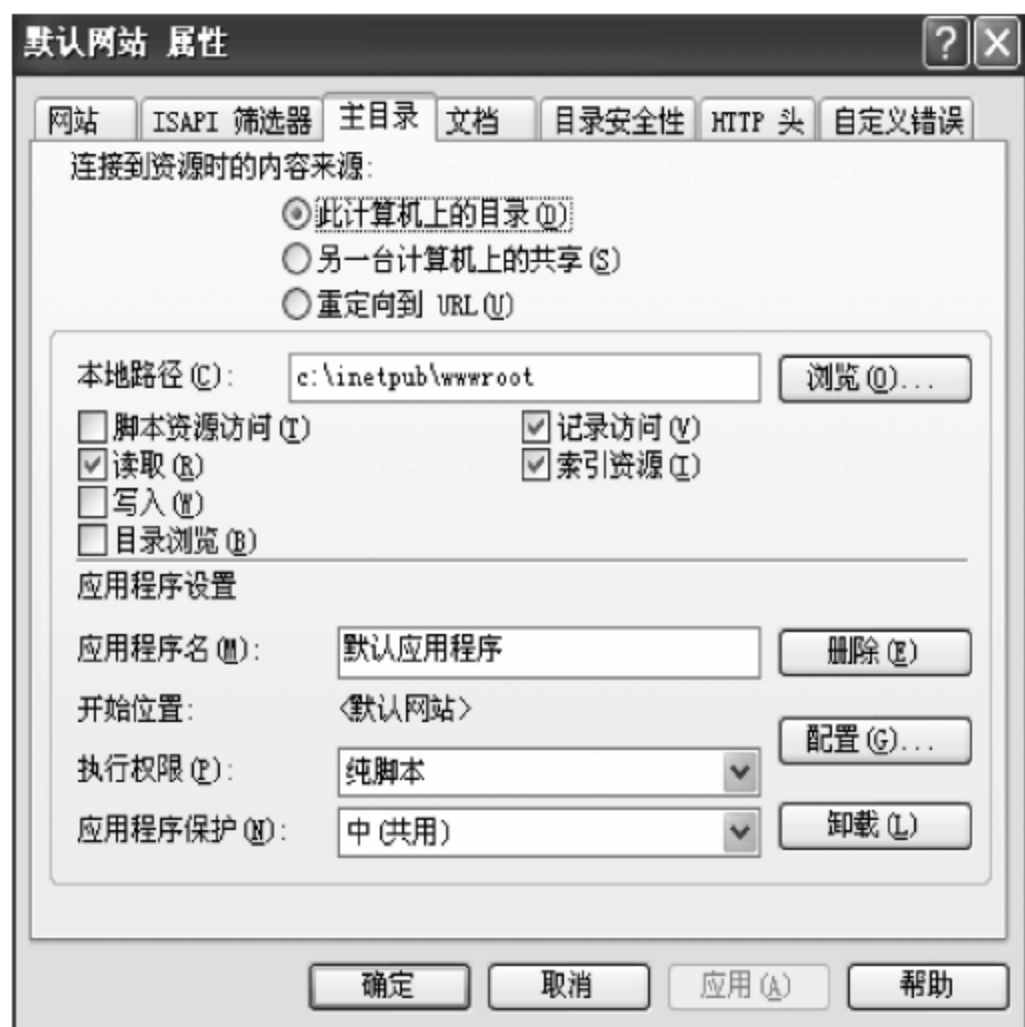 默认网站 属性
网站 ISAPI 筛选器 主目录 文档 目录安全性 HTTP 头 自定义错误
连接到资源时的内容来源:
此计算机上的目录(D)
另一台计算机上的共享(S)
重定向到 URL(U)
本地路径(C): c:\inetpub\wwwroot 浏览(O)...
脚本资源访问(T) 记录访问(V)
读取(R) 索引资源(I)
写入(W)
目录浏览(B)
应用程序设置
应用程序名(M): 默认应用程序 删除(E)
开始位置: <默认网站>
配置(G)...
执行权限(P): 纯脚本
应用程序保护(N): 中(共用) 卸载(L)
确定 取消 应用(A) 帮助